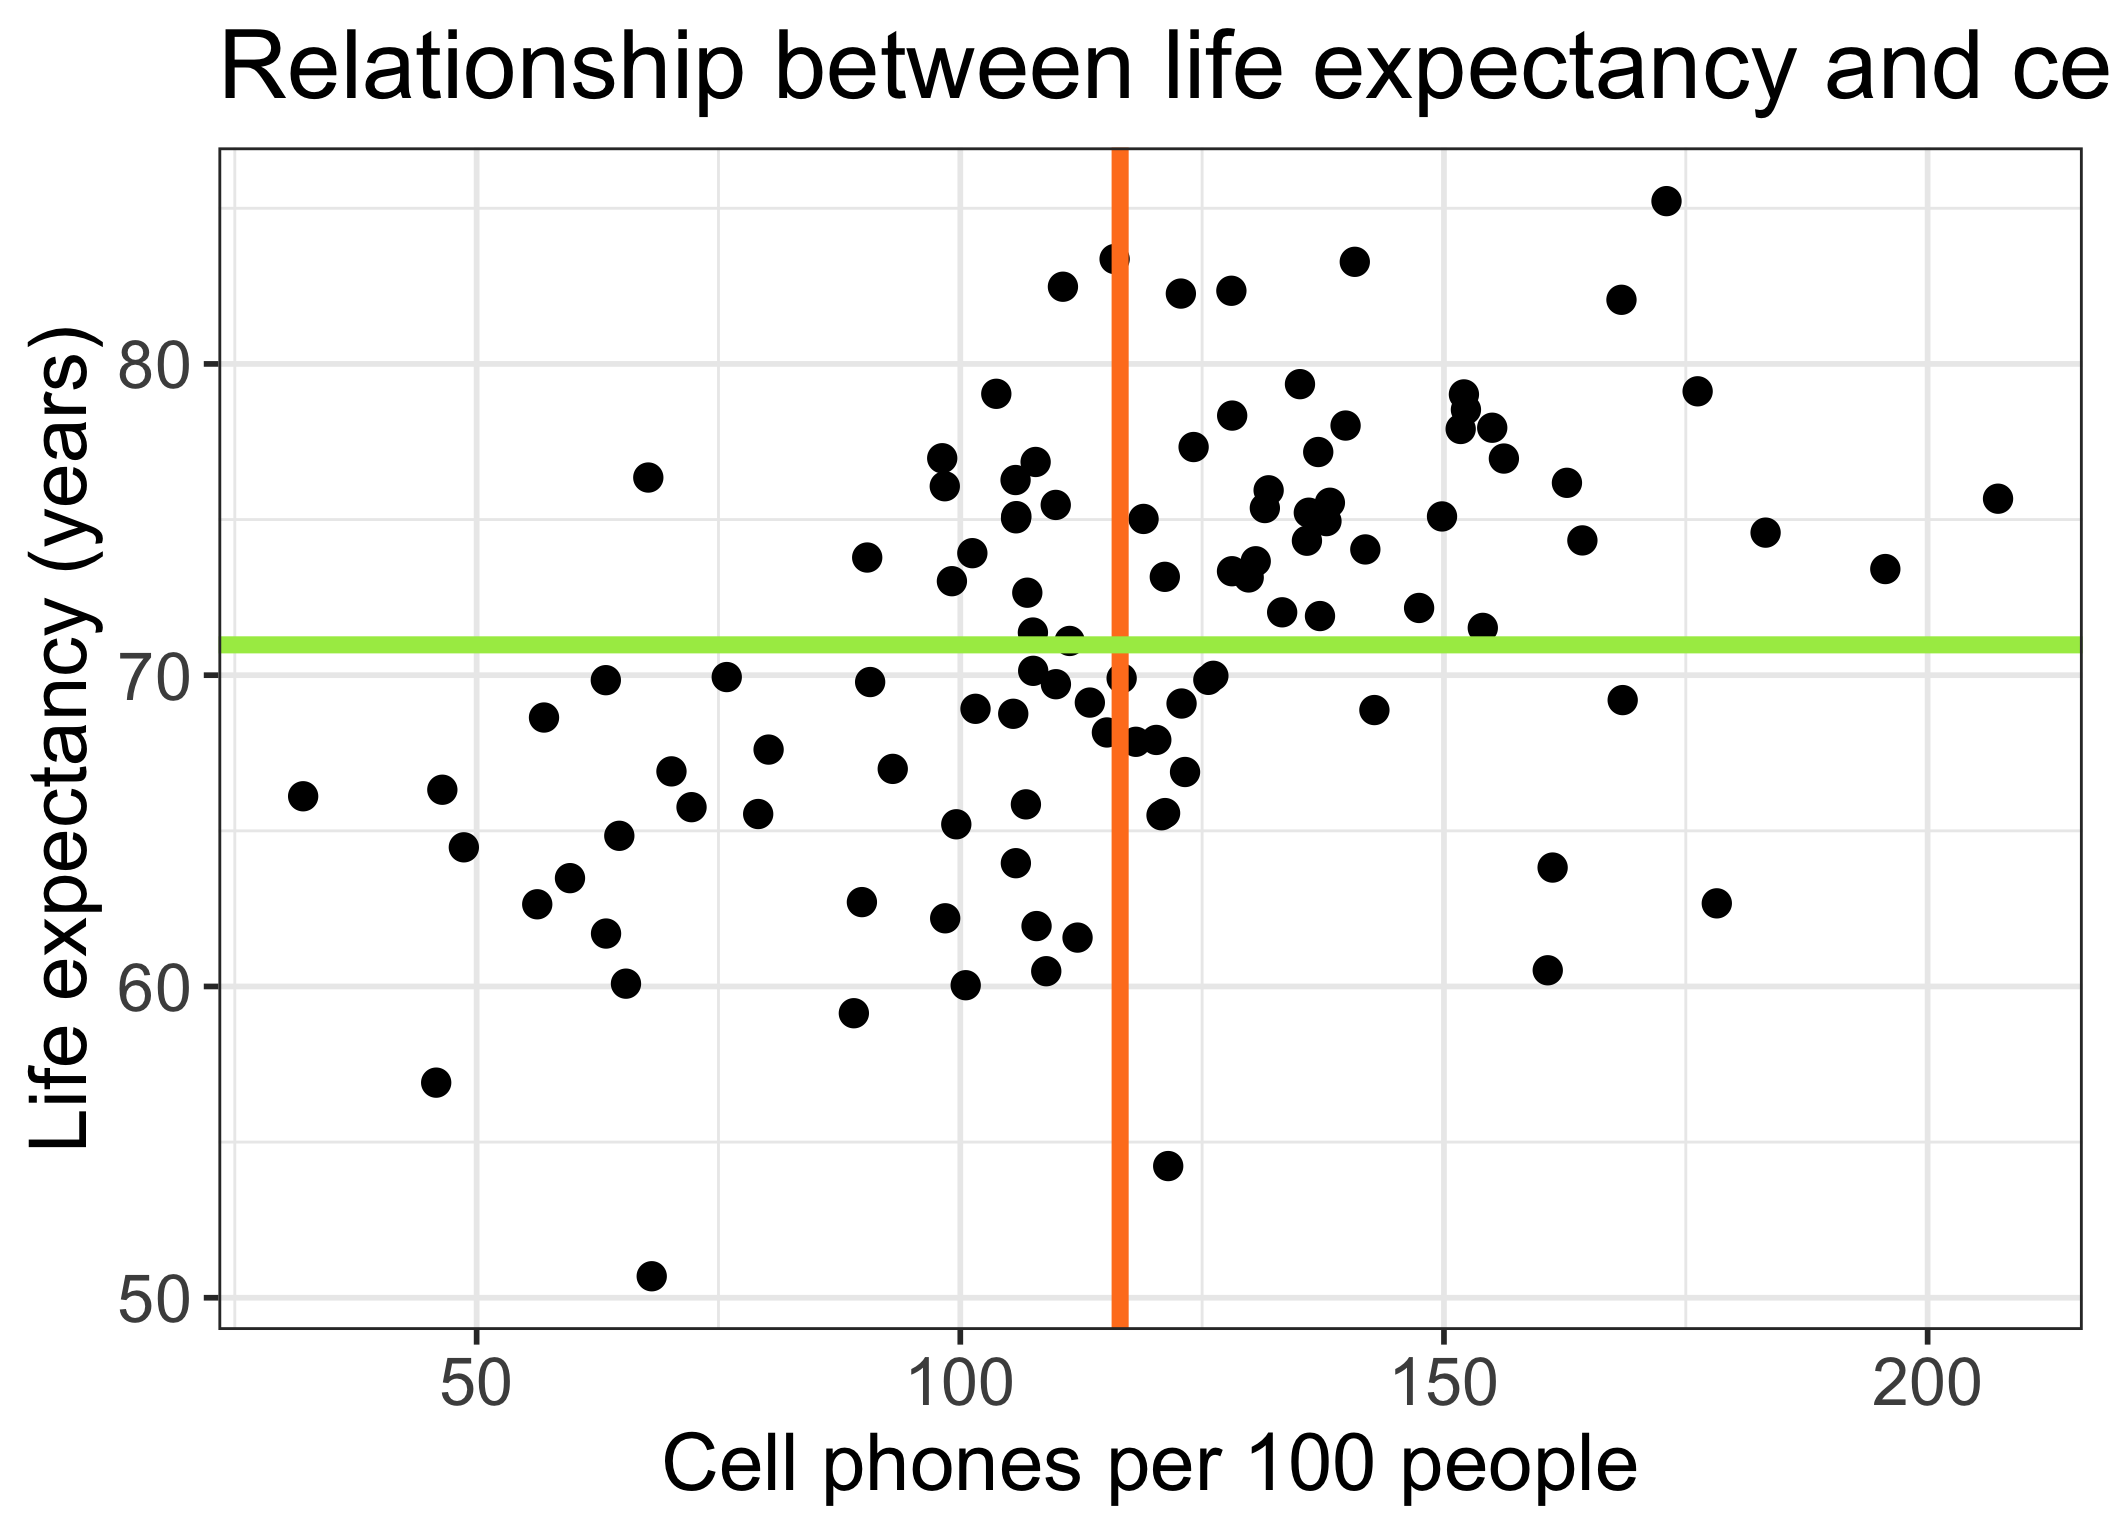 Relationship between life expectancy and ce
Life expectancy (years)
80
70
60
50
50 100 150 200
Cell phones per 100 people